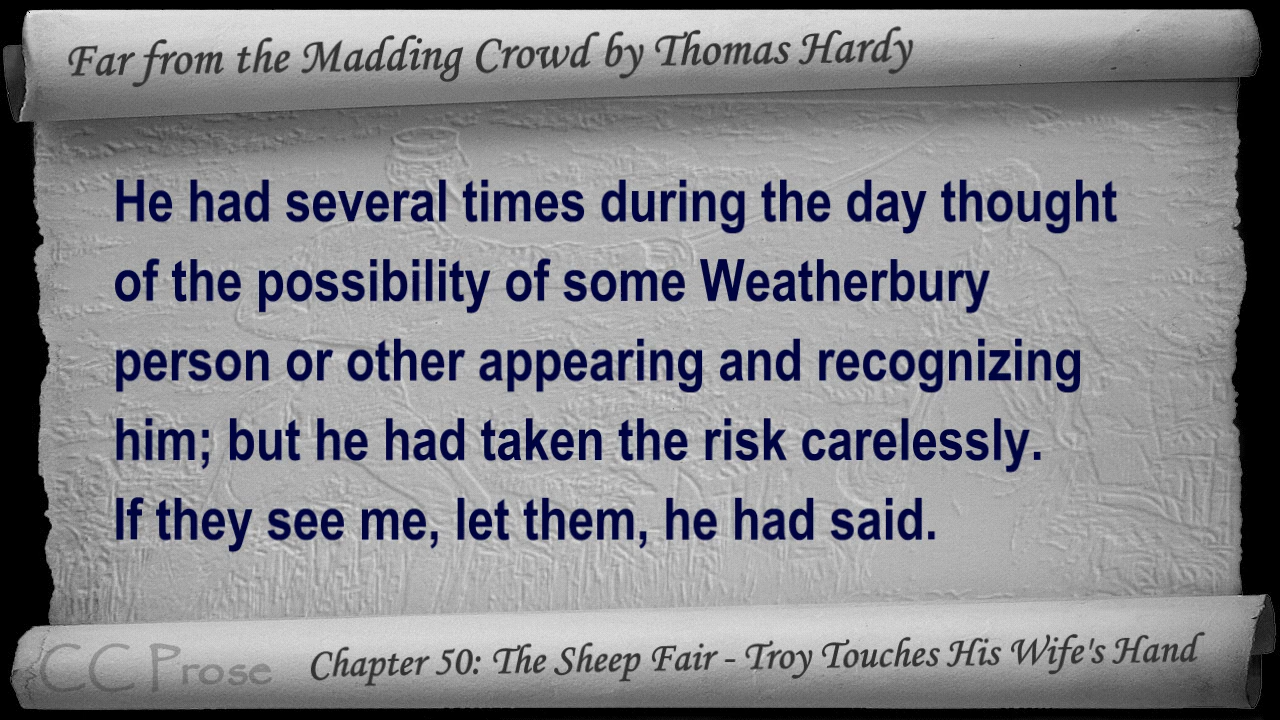 Far from the Madding Crowd by Thomas Hardy
He had several times during the day thought
of the possibility of some Weatherbury
person or other appearing and recognizing
him; but he had taken the risk carelessly.
If they see me, let them, he had said.
CC Prose
Chapter 50: The Sheep Fair - Troy Touches His Wife's Hand